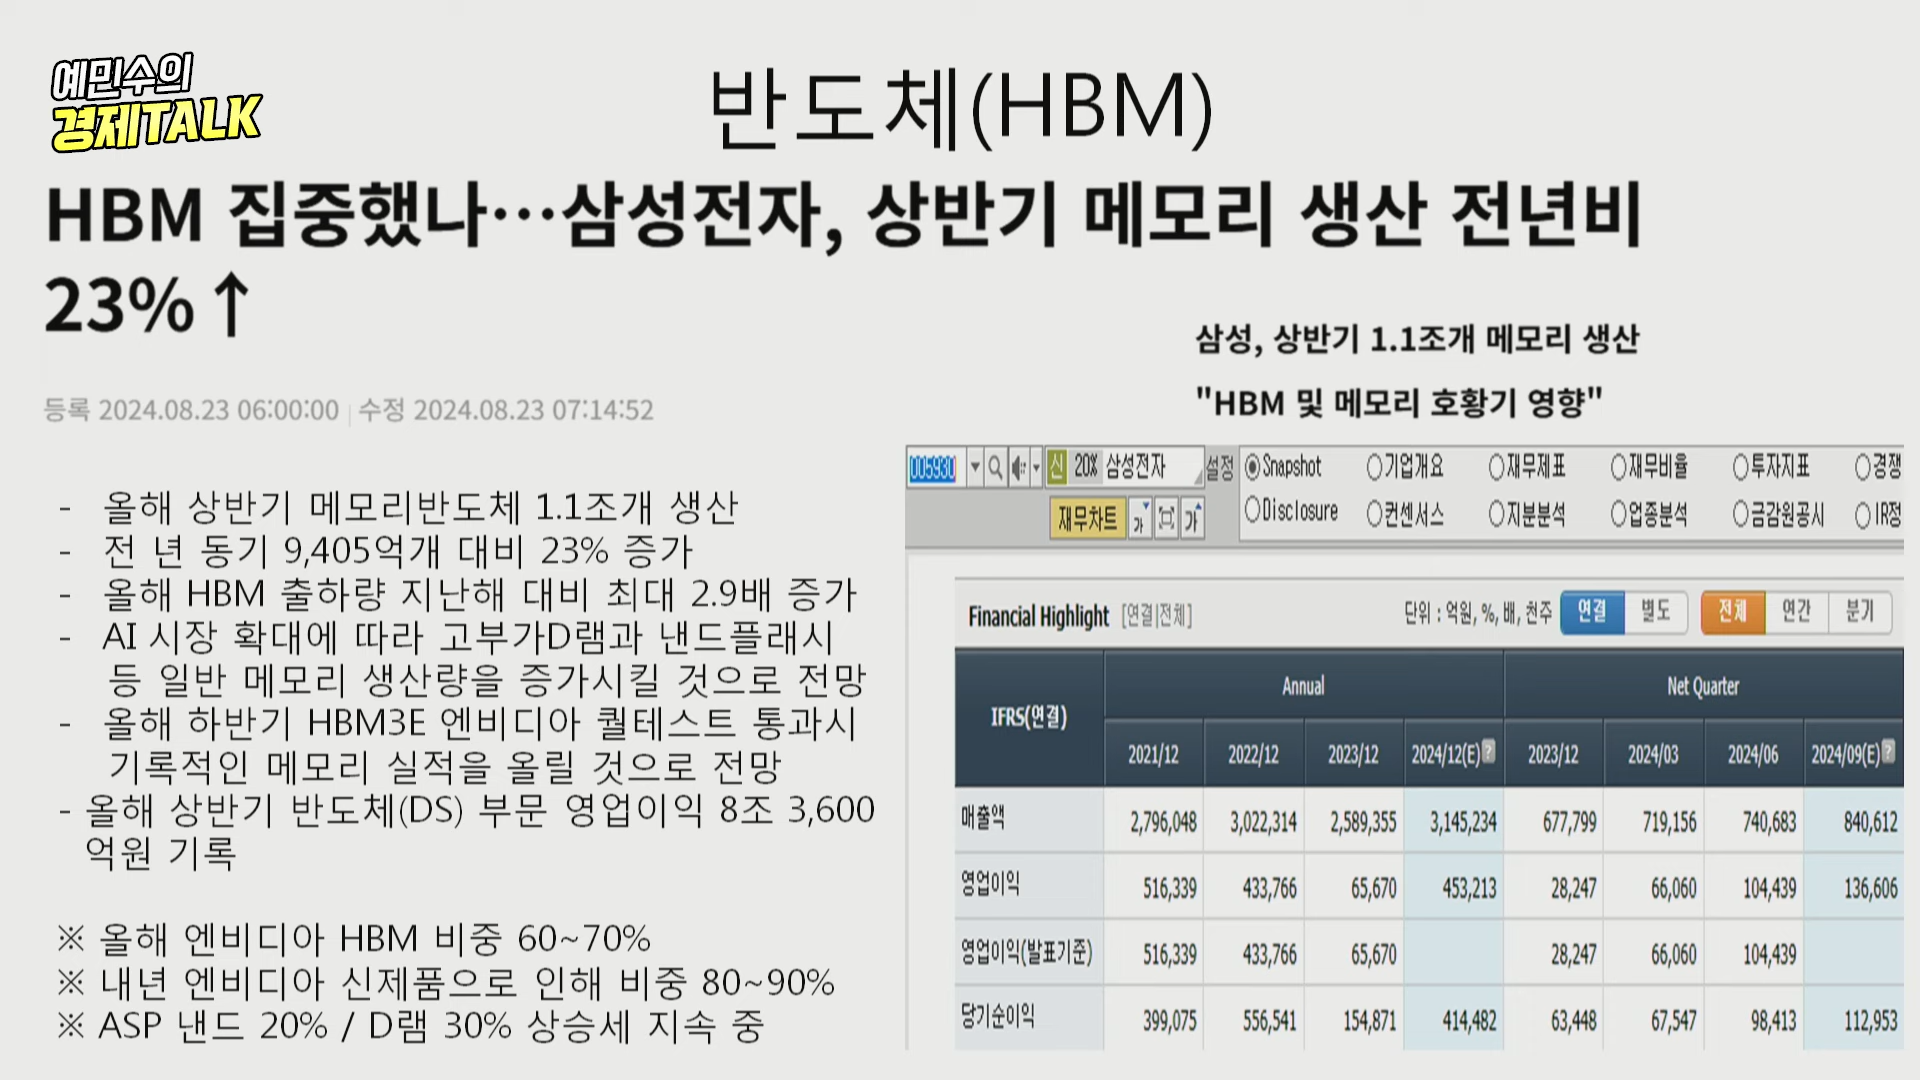 예민수의
경제TALK
반도체(HBM)
HBM 집중했나…삼성전자, 상반기 메모리 생산 전년비
23%↑
삼성, 상반기 1.1조개 메모리 생산
"HBM 및 메모리 호황기 영향"
등록 2024.08.23 06:00:00 | 수정 2024.08.23 07:14:52
- 올해 상반기 메모리반도체 1.1조개 생산
- 전 년 동기 9,405억개 대비 23% 증가
- 올해 HBM 출하량 지난해 대비 최대 2.9배 증가
- AI 시장 확대에 따라 고부가D램과 낸드플래시
등 일반 메모리 생산량을 증가시킬 것으로 전망
- 올해 하반기 HBM3E 엔비디아 퀄테스트 통과시
기록적인 메모리 실적을 올릴 것으로 전망
- 올해 상반기 반도체(DS) 부문 영업이익 8조 3,600
억원 기록
※ 올해 엔비디아 HBM 비중 60~70%
※ 내년 엔비디아 신제품으로 인해 비중 80~90%
※ ASP 낸드 20% / D램 30% 상승세 지속 중
005930 신 20% 삼성전자 설정 Snapshot 기업개요 재무제표 재무비율 투자지표 경쟁
재무차트 가 가 Disclosure 컨센서스 지분분석 업종분석 금감원공시 IR정
Financial Highlight [연결|전체] 단위 : 억원, %, 배, 천주 연결 별도 전체 연간 분기
IFRS(연결) Annual Net Quarter
2021/12 2022/12 2023/12 2024/12(E) ? 2023/12 2024/03 2024/06 2024/09(E) ?
매출액 2,796,048 3,022,314 2,589,355 3,145,234 677,799 719,156 740,683 840,612
영업이익 516,339 433,766 65,670 453,213 28,247 66,060 104,439 136,606
영업이익(발표기준) 516,339 433,766 65,670 28,247 66,060 104,439
당기순이익 399,075 556,541 154,871 414,482 63,448 67,547 98,413 112,953